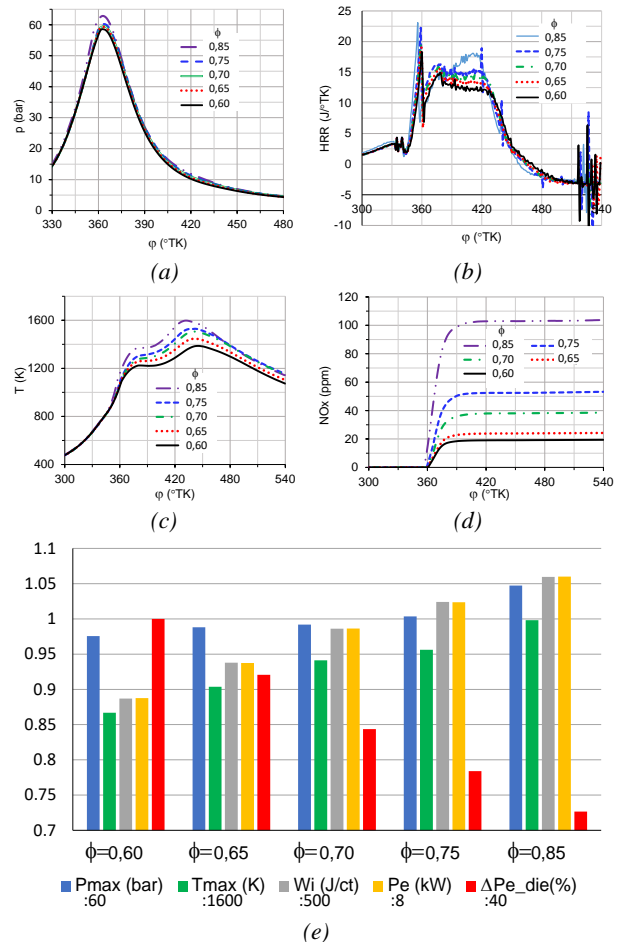 70
60
50
40
30
20
10
0
p (bar)
ϕ
0,85
0,75
0,70
0,65
0,60
330 360 390 420 450 480
φ (°TK)
(a)
25
20
15
10
5
0
-5
-10
HRR (J/°TK)
ϕ
0,85
0,75
0,70
0,65
0,60
300 360 420 480 540
φ (°TK)
(b)
1600
1200
800
400
T (K)
ϕ
0,85
0,75
0,70
0,65
0,60
300 360 420 480 540
φ (°TK)
(c)
120
100
80
60
40
20
0
NOx (ppm)
ϕ
0,85 0,75
0,70 0,65
0,60
300 360 420 480 540
φ (°TK)
(d)
1.1
1.05
1
0.95
0.9
0.85
0.8
0.75
0.7
ϕ=0,60 ϕ=0,65 ϕ=0,70 ϕ=0,75 ϕ=0,85
Pmax (bar) Tmax (K) Wi (J/ct) Pe (kW) ΔPe_die(%)
:60 :1600 :500 :8 :40
(e)